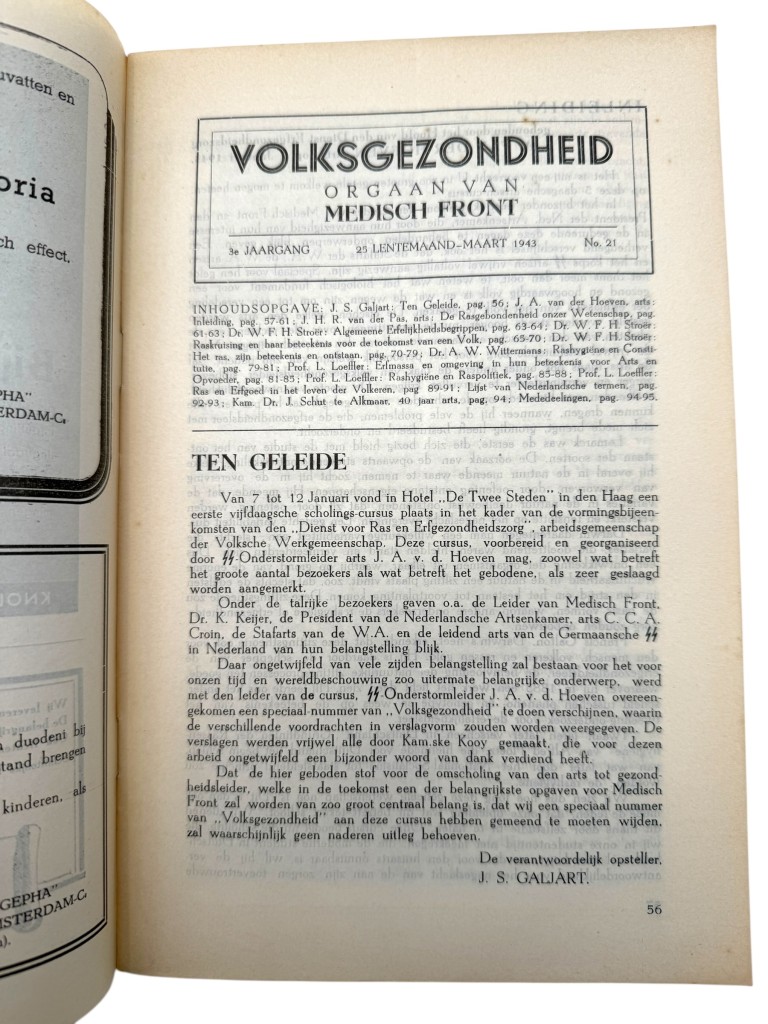 uvatten en
oria
ch effect,
PHA"
ERDAM-C.
KNO
n duodeni bij
stand brengen
kinderen, als
GEPHA"
MSTERDAM-C.
n).
VOLKSGEZONDHEID
ORGAAN VAN
MEDISCH FRONT
3e JAARGANG 25 LENTEMAAND-MAART 1943 No. 21
INHOUDSOPGAVE: J. S. Galjart: Ten Geleide, pag. 56; J. A. van der Hoeven, arts:
Inleiding, pag. 57-61; J. H. R. van der Pas, arts; De Rasgebondenheid onzer Wetenschap, pag.
61-63; Dr. W. F. H. Stroër: Algemeene Erfelijkheidsbegrippen, pag. 63-64; Dr. W. F. H. Stroër:
Raskruising en haar beteekenis voor de toekomst van een Volk, pag. 65-70; Dr. W. F. H. Stroër:
Het ras, zijn beteekenis en ontstaan, pag. 70-79; Dr. A. W. Wittermans: Rashygiëne en Consti-
tutie, pag. 79-81; Prof. L. Loeffler: Erfmassa en omgeving in hun beteekenis voor Arts en
Opvoeder, pag. 81-85; Prof. L. Loeffler: Rashygiëne en Raspolitiek, pag. 85-88; Prof. L. Loeffler:
Ras en Erfgoed in het leven der Volkeren, pag. 89-91; Lijst van Nederlandsche termen, pag.
92-93; Kam. Dr. J. Schut te Alkmaar, 40 jaar arts, pag. 94; Mededeelingen, pag. 94-95.
TEN GELEIDE
Van 7 tot 12 Januari vond in Hotel „De Twee Steden" in den Haag een
eerste vijfdaagsche scholings-cursus plaats in het kader van de vormingsbijeen-
komsten van den „Dienst voor Ras en Erfgezondheidszorg", arbeidsgemeenschap
der Volksche Werkgemeenschap. Deze cursus, voorbereid en georganiseerd
door ᛋᛋ-Onderstormleider arts J. A. v. d. Hoeven mag, zoowel wat betreft
het groote aantal bezoekers als wat betreft het gebodene, als zeer geslaagd
worden aangemerkt.
Onder de talrijke bezoekers gaven o.a. de Leider van Medisch Front,
Dr. K. Keijer, de President van de Nederlandsche Artsenkamer, arts C. C. A.
Croin, de Stafarts van de W.A. en de leidend arts van de Germaansche ᛋᛋ
in Nederland van hun belangstelling blijk.
Daar ongetwijfeld van vele zijden belangstelling zal bestaan voor het voor
onzen tijd en wereldbeschouwing zoo uitermate belangrijke onderwerp, werd
met den leider van de cursus, ᛋᛋ-Onderstormleider J. A. v. d. Hoeven overeen-
gekomen een speciaal-nummer van „Volksgezondheid" te doen verschijnen, waarin
de verschillende voordrachten in verslagvorm zouden worden weergegeven. De
verslagen werden vrijwel alle door Kam.ske Kooy gemaakt, die voor dezen
arbeid ongetwijfeld een bijzonder woord van dank verdiend heeft.
Dat de hier geboden stof voor de omscholing van den arts tot gezond-
heidsleider, welke in de toekomst een der belangrijkste opgaven voor Medisch
Front zal worden van zoo groot centraal belang is, dat wij een speciaal nummer
van „Volksgezondheid" aan deze cursus hebben gemeend te moeten wijden,
zal waarschijnlijk geen naderen uitleg behoeven.
De verantwoordelijk opsteller,
J. S. GALJART.
56